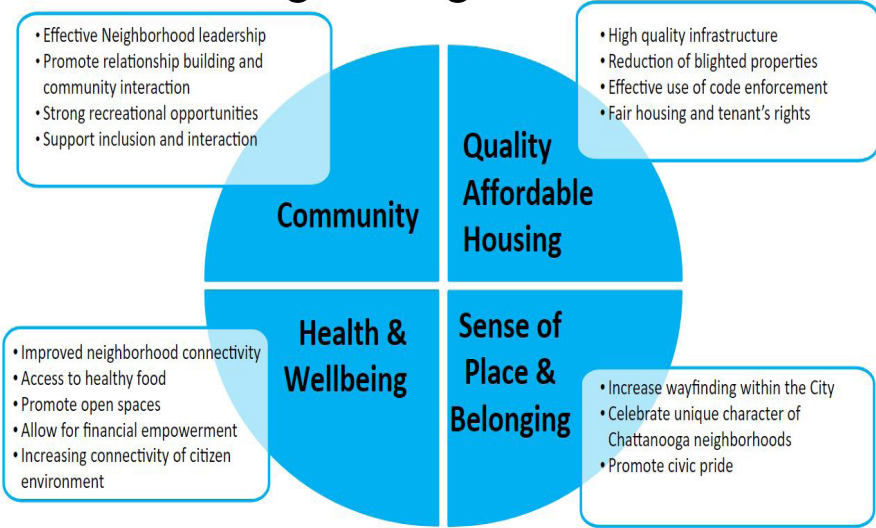 • Effective Neighborhood leadership
• Promote relationship building and
community interaction
• Strong recreational opportunities
• Support inclusion and interaction
• High quality infrastructure
• Reduction of blighted properties
• Effective use of code enforcement
• Fair housing and tenant's rights
Community
Quality
Affordable
Housing
Health &
Wellbeing
Sense of
Place &
Belonging
• Improved neighborhood connectivity
• Access to healthy food
• Promote open spaces
• Allow for financial empowerment
• Increasing connectivity of citizen
environment
• Increase wayfinding within the City
• Celebrate unique character of
Chattanooga neighborhoods
• Promote civic pride